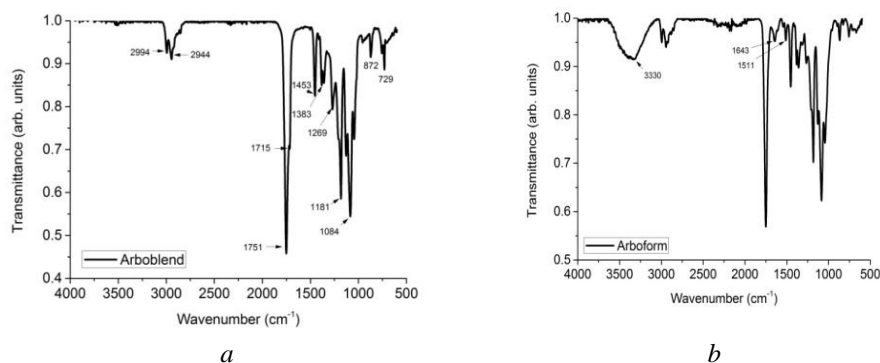 1.0
0.9
0.8
0.7
0.6
0.5
0.4
Transmittance (arb. units)
2994
2944
1453
1383
1269
872
729
1715
1181
1084
1751
Arboblend
4000 3500 3000 2500 2000 1500 1000 500
Wavenumber (cm⁻¹)
a
1.00
0.95
0.9
0.8
0.7
0.6
0.5
Transmittance (arb. units)
3330
1643
1511
Arboform
4000 3500 3000 2500 2000 1500 1000 500
Wavenumber (cm⁻¹)
b